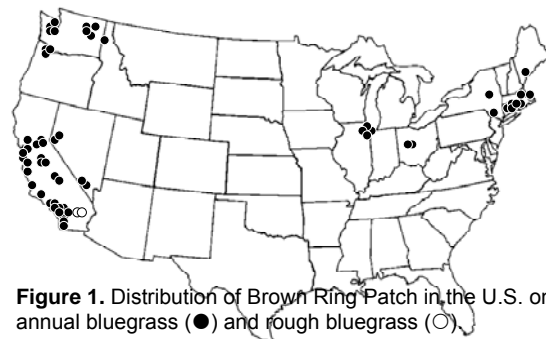 Figure 1. Distribution of Brown Ring Patch in the U.S. on
annual bluegrass (●) and rough bluegrass (○).